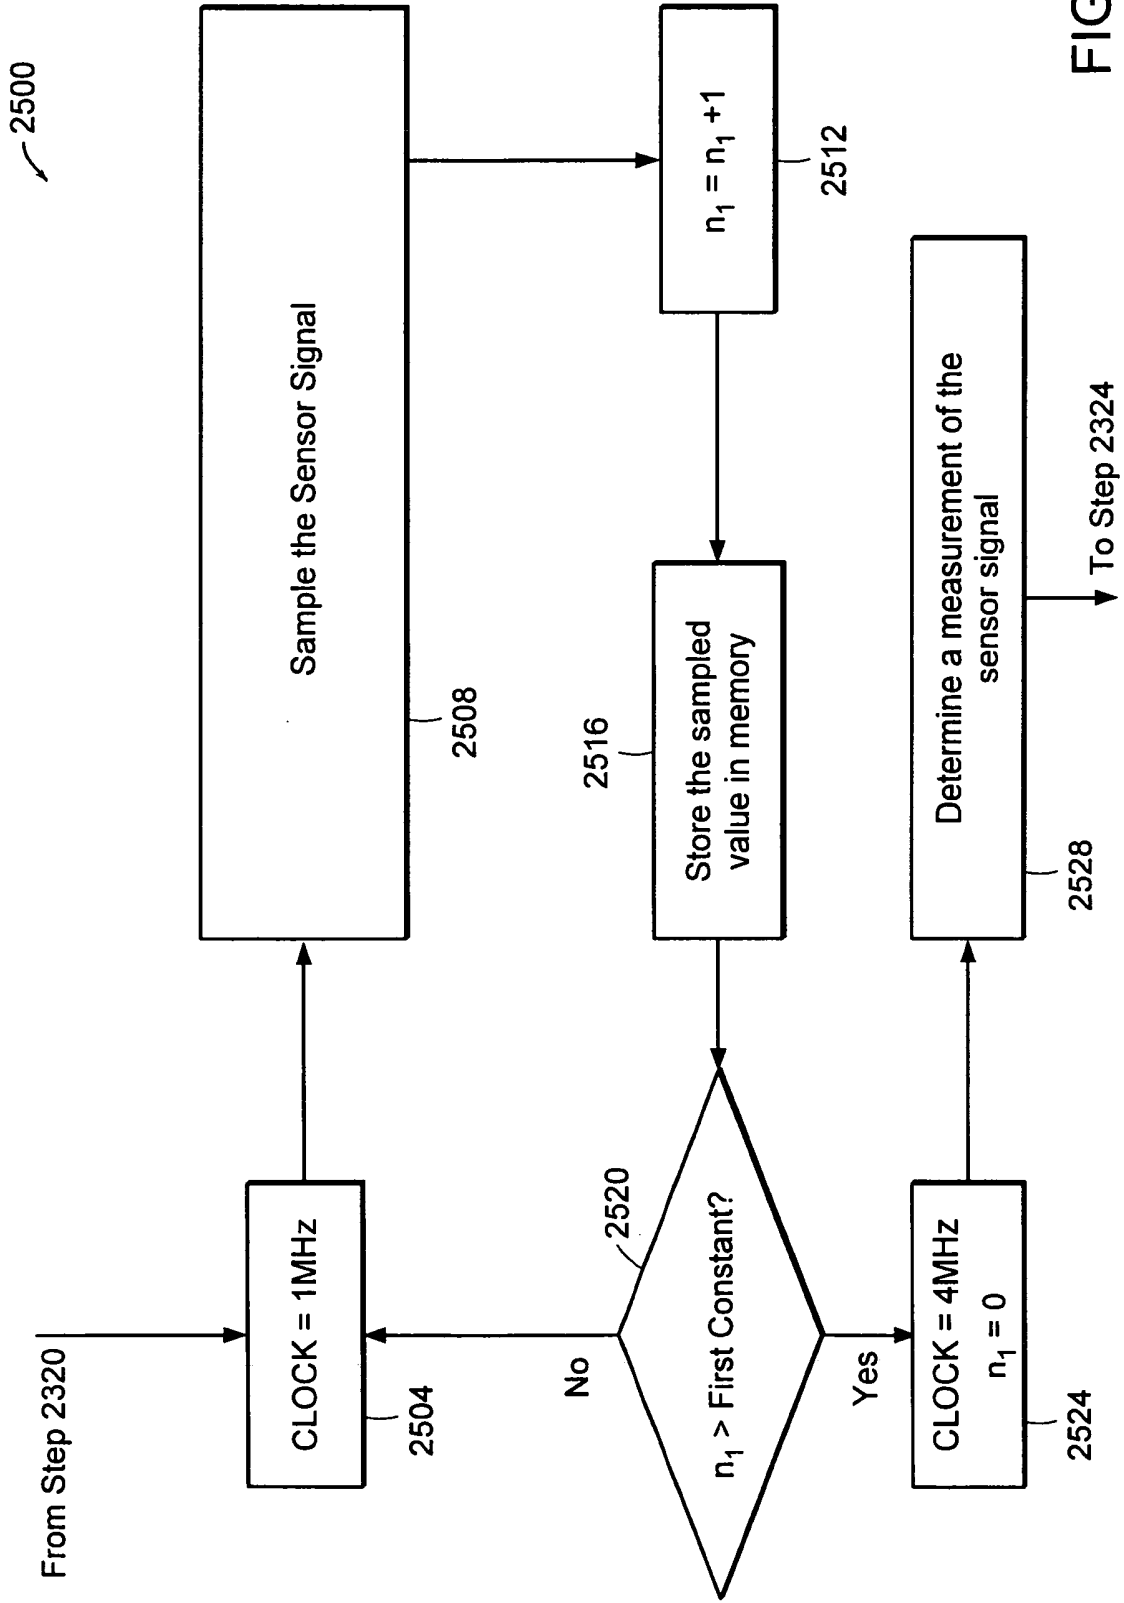 2500
From Step 2320
CLOCK = 1MHz
2504
Sample the Sensor Signal
2508
n₁ = n₁ +1
2512
Store the sampled
value in memory
2516
n₁ > First Constant?
2520
No
Yes
CLOCK = 4MHz
n₁ = 0
2524
Determine a measurement of the
sensor signal
2528
To Step 2324
FIG